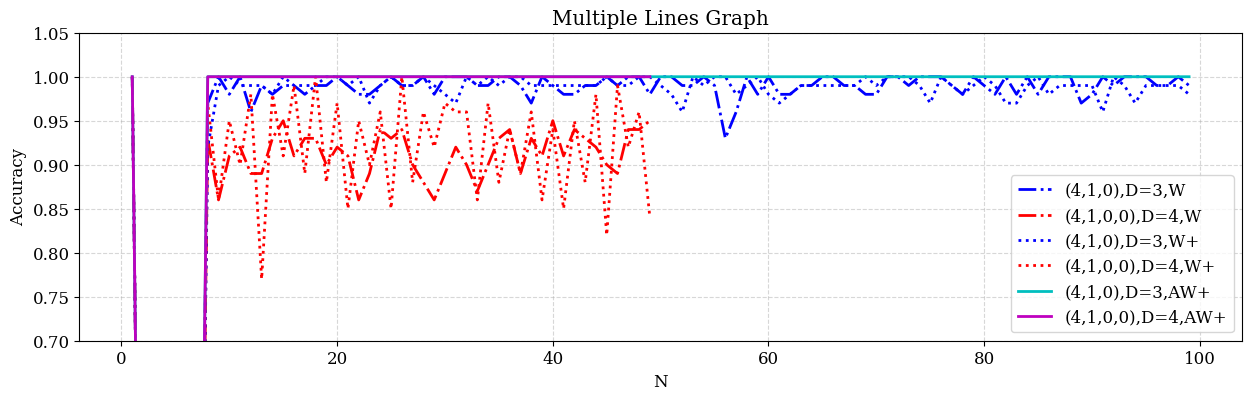 Multiple Lines Graph
1.05
1.00
0.95
0.90
0.85
0.80
0.75
0.70
Accuracy
0
20
40
60
80
100
N
(4,1,0),D=3,W
(4,1,0,0),D=4,W
(4,1,0),D=3,W+
(4,1,0,0),D=4,W+
(4,1,0),D=3,AW+
(4,1,0,0),D=4,AW+